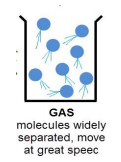 GAS
molecules widely
separated, move
at great speec